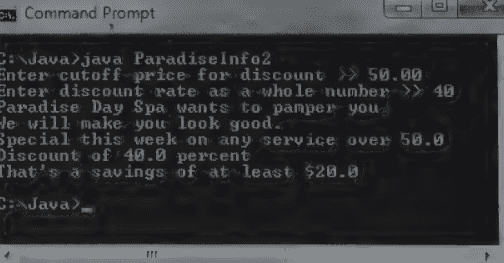 Command Prompt
C:\Java>java ParadiseInfo2
Enter cutoff price for discount >> 50.00
Enter discount rate as a whole number >> 40
Paradise Day Spa wants to pamper you.
We will make you look good.
Special this week on any service over 50.0
Discount of 40.0 percent
That's a savings of at least $20.0
C:\Java>_